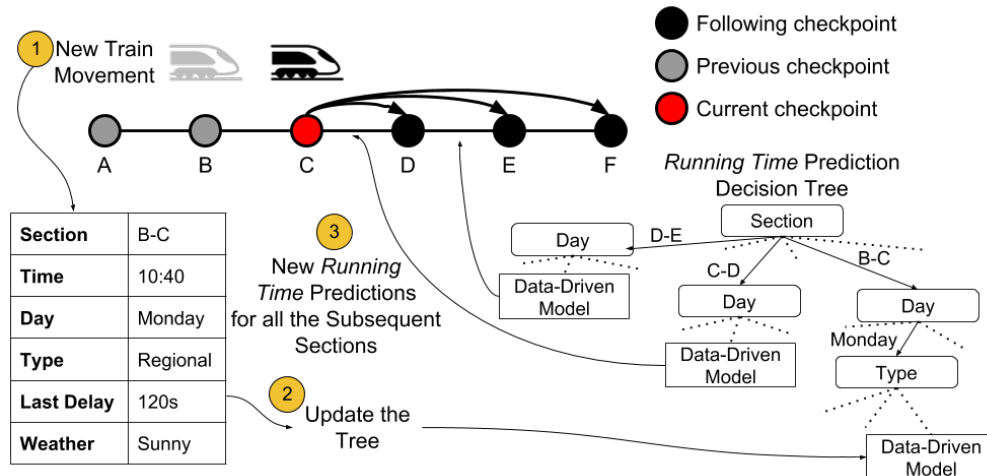 1
New Train
Movement
Following checkpoint
Previous checkpoint
Current checkpoint
A
B
C
D
E
F
Section B-C
Time 10:40
Day Monday
Type Regional
Last Delay 120s
Weather Sunny
3
New Running
Time Predictions
for all the Subsequent
Sections
2
Update the
Tree
Running Time Prediction
Decision Tree
Section
D-E
C-D
B-C
Day
Data-Driven
Model
Day
Data-Driven
Model
Day
Monday
Type
Data-Driven
Model